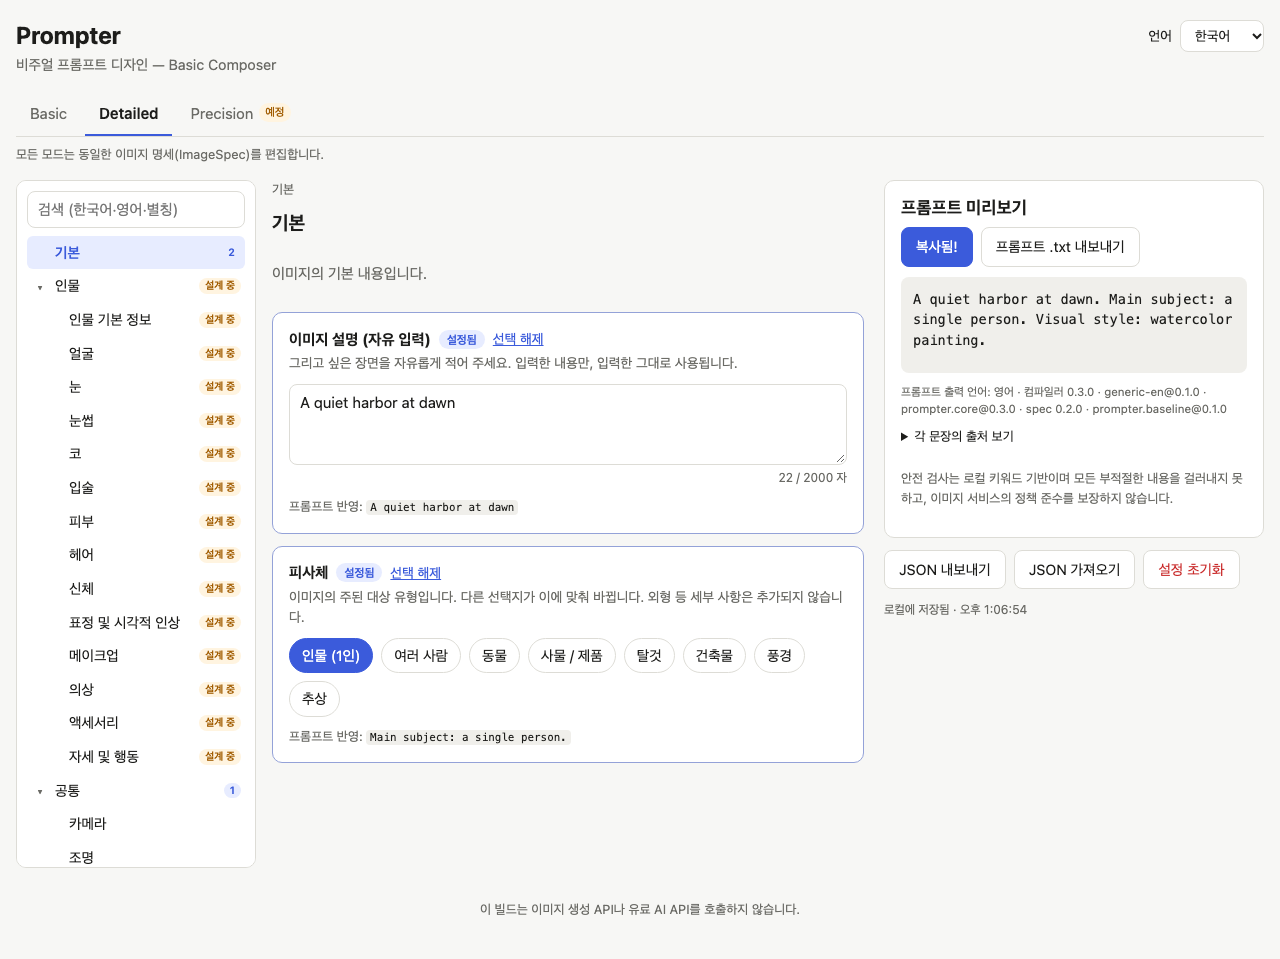 Prompter
언어
한국어
비주얼 프롬프트 디자인 — Basic Composer
Basic
Detailed
Precision
예정
모든 모드는 동일한 이미지 명세(ImageSpec)를 편집합니다.
검색 (한국어·영어·별칭)
기본
2
인물
설계 중
인물 기본 정보
설계 중
얼굴
설계 중
눈
설계 중
눈썹
설계 중
코
설계 중
입술
설계 중
피부
설계 중
헤어
설계 중
신체
설계 중
표정 및 시각적 인상
설계 중
메이크업
설계 중
의상
설계 중
액세서리
설계 중
자세 및 행동
설계 중
공통
1
카메라
조명
기본
기본
이미지의 기본 내용입니다.
이미지 설명 (자유 입력)
설정됨
선택 해제
그리고 싶은 장면을 자유롭게 적어 주세요. 입력한 내용만, 입력한 그대로 사용됩니다.
A quiet harbor at dawn
22 / 2000 자
프롬프트 반영: A quiet harbor at dawn
피사체
설정됨
선택 해제
이미지의 주된 대상 유형입니다. 다른 선택지가 이에 맞춰 바뀝니다. 외형 등 세부 사항은 추가되지 않습니
다.
인물 (1인)
여러 사람
동물
사물 / 제품
탈것
건축물
풍경
추상
프롬프트 반영: Main subject: a single person.
프롬프트 미리보기
복사됨!
프롬프트 .txt 내보내기
A quiet harbor at dawn. Main subject: a
single person. Visual style: watercolor
painting.
프롬프트 출력 언어: 영어 · 컴파일러 0.3.0 · generic-en@0.1.0 ·
prompter.core@0.3.0 · spec 0.2.0 · prompter.baseline@0.1.0
각 문장의 출처 보기
안전 검사는 로컬 키워드 기반이며 모든 부적절한 내용을 걸러내지 못
하고, 이미지 서비스의 정책 준수를 보장하지 않습니다.
JSON 내보내기
JSON 가져오기
설정 초기화
로컬에 저장됨 · 오후 1:06:54
이 빌드는 이미지 생성 API나 유료 AI API를 호출하지 않습니다.